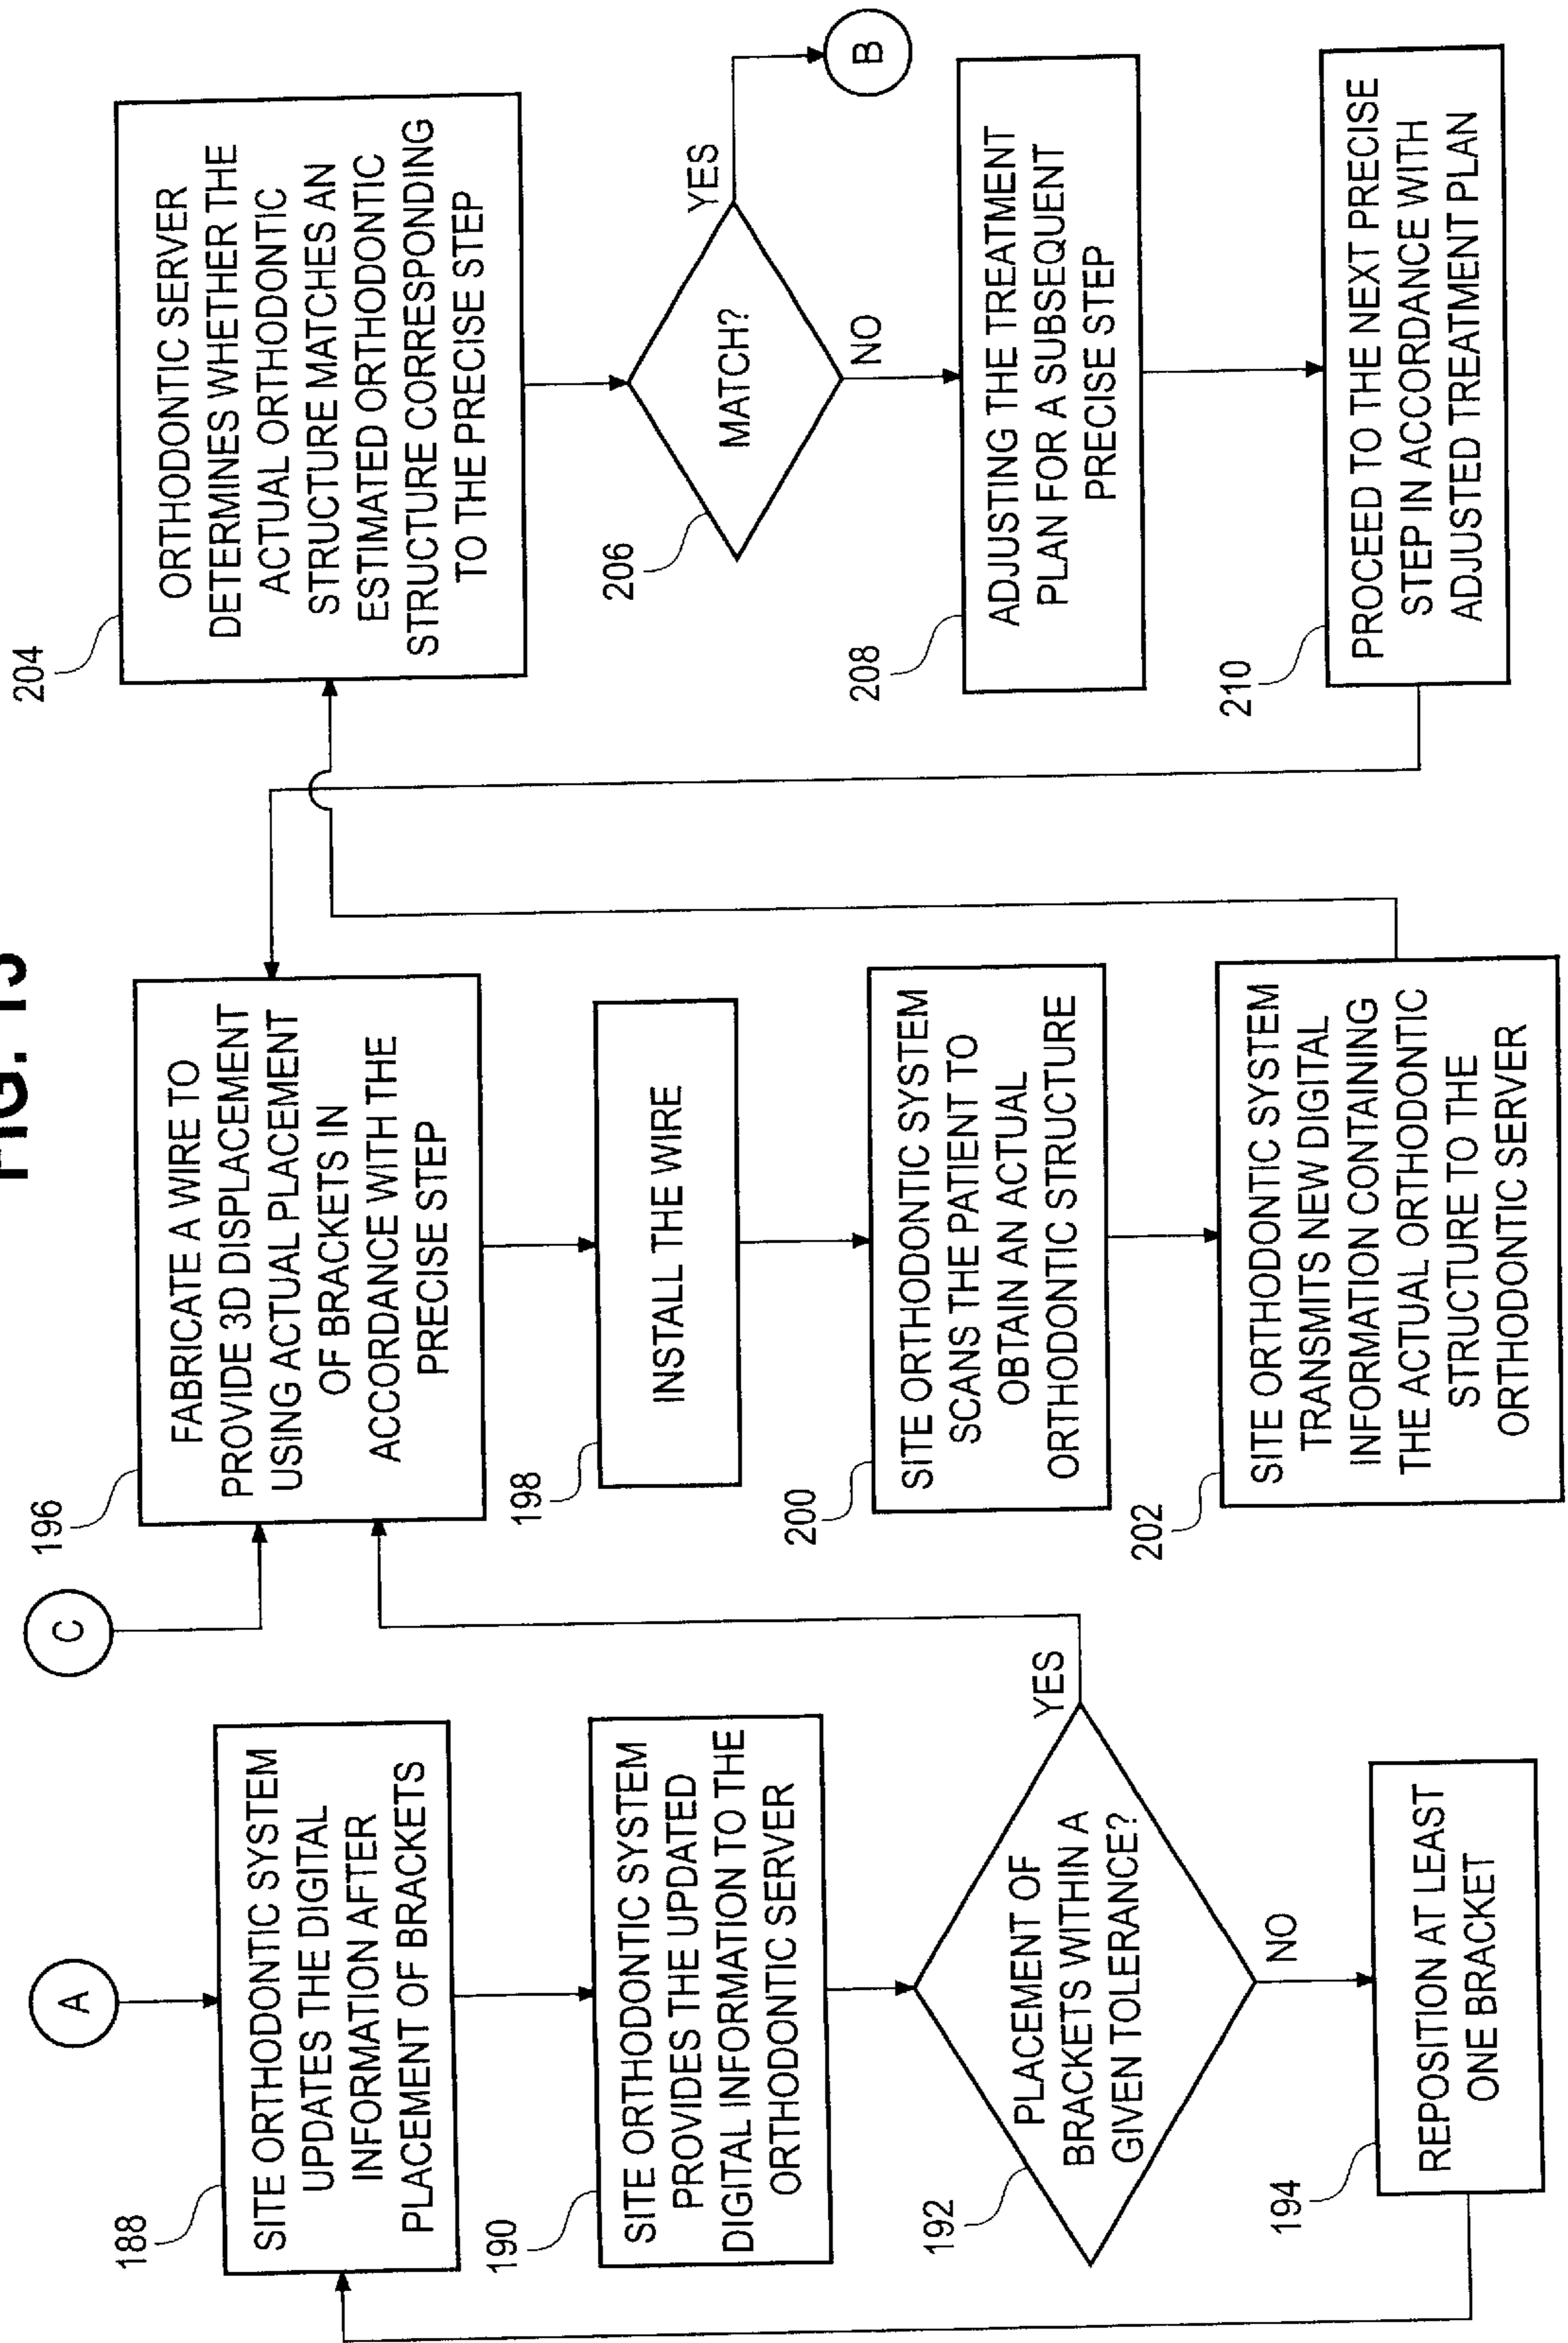 FIG.
A
188
SITE ORTHODONTIC SYSTEM
UPDATES THE DIGITAL
INFORMATION AFTER
PLACEMENT OF BRACKETS
190
SITE ORTHODONTIC SYSTEM
PROVIDES THE UPDATED
DIGITAL INFORMATION TO THE
ORTHODONTIC SERVER
192
PLACEMENT OF
BRACKETS WITHIN A
GIVEN TOLERANCE?
YES
NO
194
REPOSITION AT LEAST
ONE BRACKET
C
196
FABRICATE A WIRE TO
PROVIDE 3D DISPLACEMENT
USING ACTUAL PLACEMENT
OF BRACKETS IN
ACCORDANCE WITH THE
PRECISE STEP
198
INSTALL THE WIRE
200
SITE ORTHODONTIC SYSTEM
SCANS THE PATIENT TO
OBTAIN AN ACTUAL
ORTHODONTIC STRUCTURE
202
SITE ORTHODONTIC SYSTEM
TRANSMITS NEW DIGITAL
INFORMATION CONTAINING
THE ACTUAL ORTHODONTIC
STRUCTURE TO THE
ORTHODONTIC SERVER
204
ORTHODONTIC SERVER
DETERMINES WHETHER THE
ACTUAL ORTHODONTIC
STRUCTURE MATCHES AN
ESTIMATED ORTHODONTIC
STRUCTURE CORRESPONDING
TO THE PRECISE STEP
206
MATCH?
YES
B
NO
208
ADJUSTING THE TREATMENT
PLAN FOR A SUBSEQUENT
PRECISE STEP
210
PROCEED TO THE NEXT PRECISE
STEP IN ACCORDANCE WITH
ADJUSTED TREATMENT PLAN